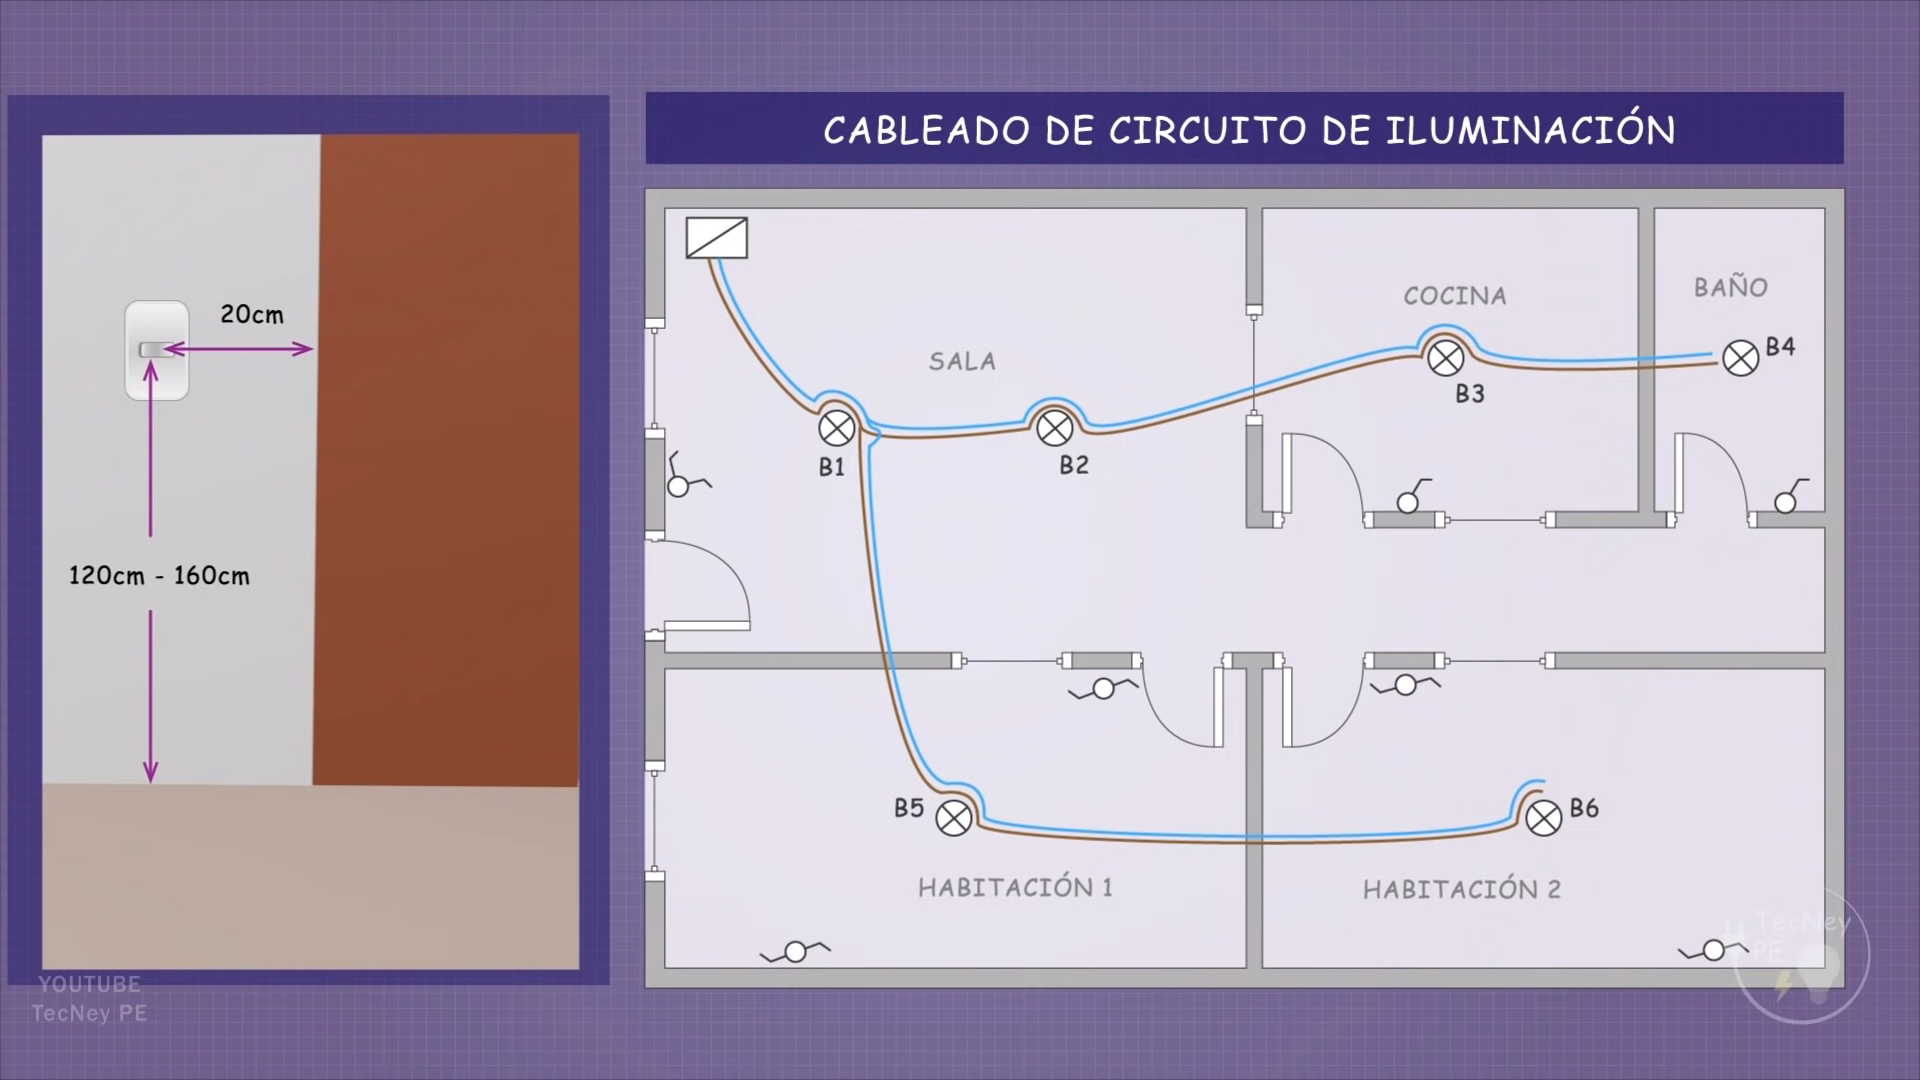 CABLEADO DE CIRCUITO DE ILUMINACIÓN
20cm
120cm - 160cm
SALA
COCINA
BAÑO
B1
B2
B3
B4
B5
B6
HABITACIÓN 1
HABITACIÓN 2
YOUTUBE
TecNey PE
TecNey
PE